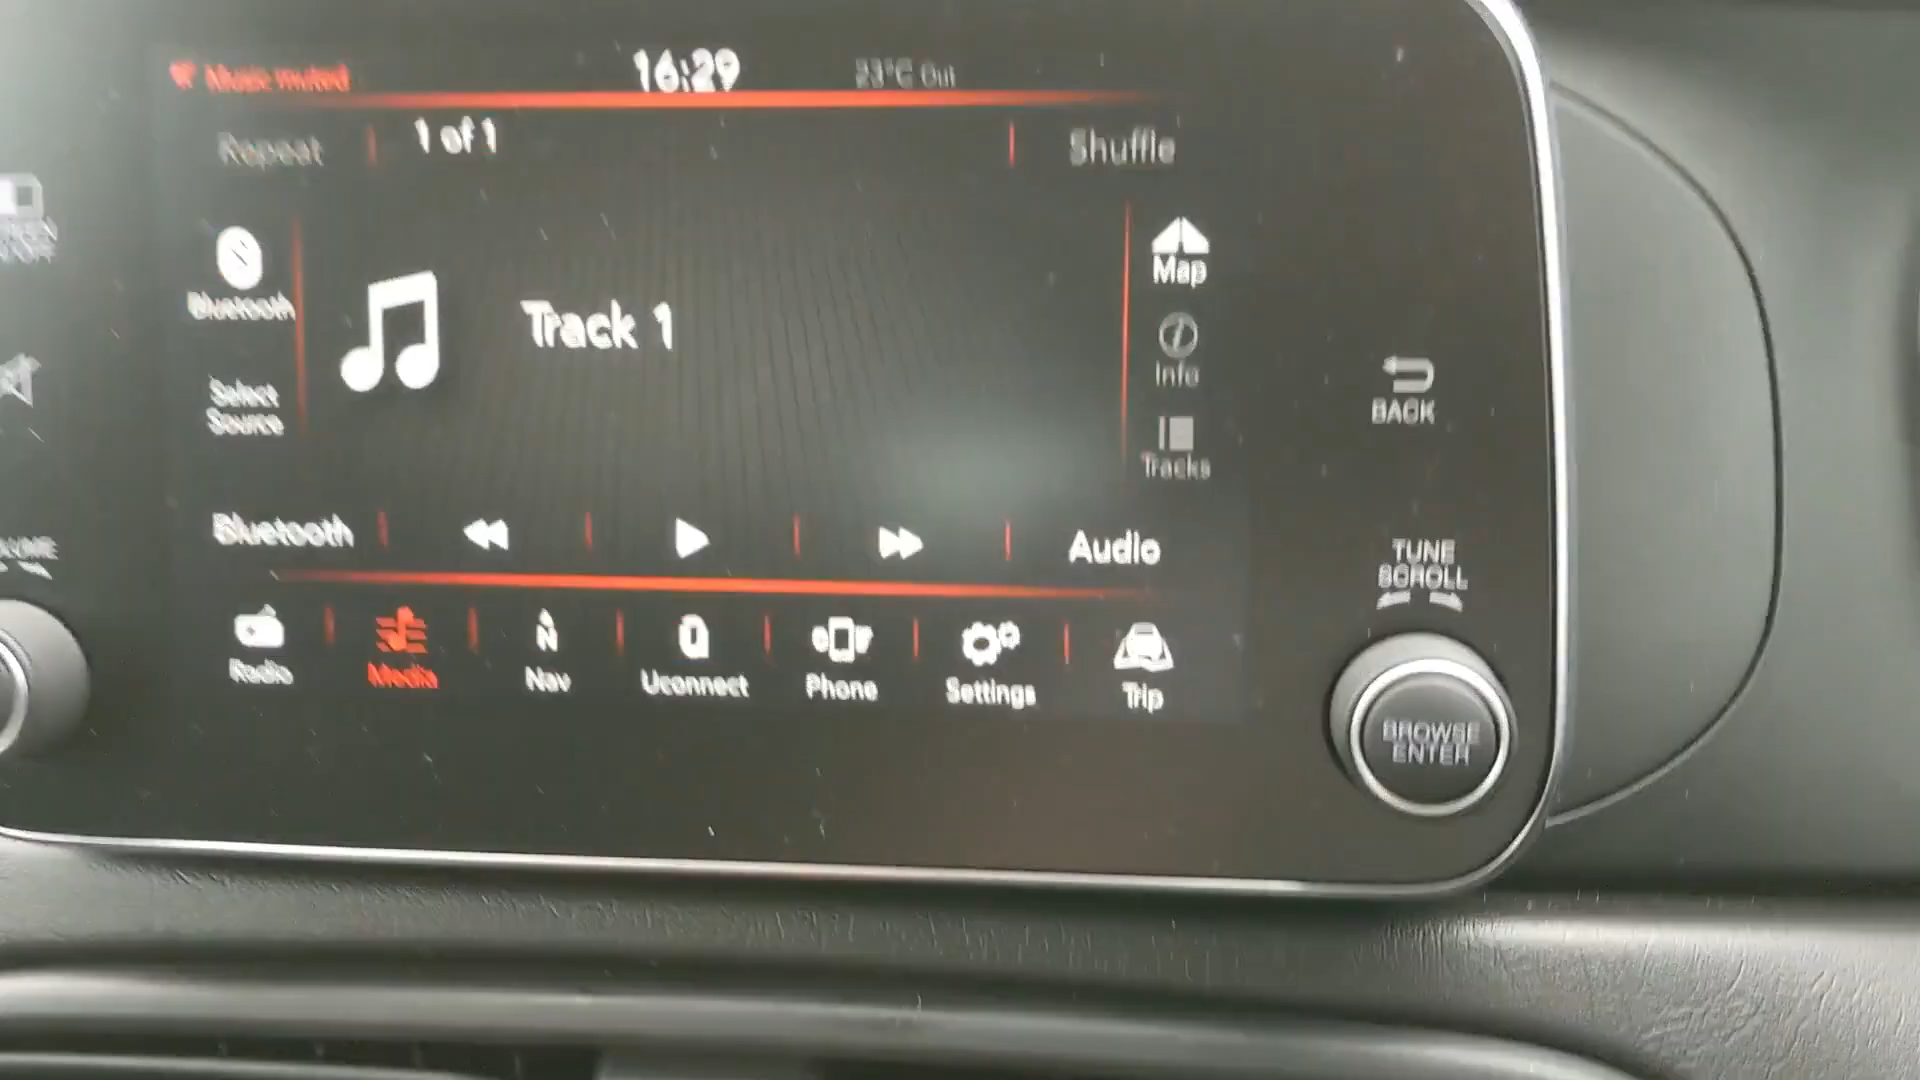 Music muted
16:29
23°C Out
Repeat
1 of 1
Shuffle
Bluetooth
Select
Source
Track 1
Map
Info
Tracks
BACK
Bluetooth
Audio
TUNE
SCROLL
Radio
Media
N
Nav
Uconnect
Phone
Settings
Trip
BROWSE
ENTER